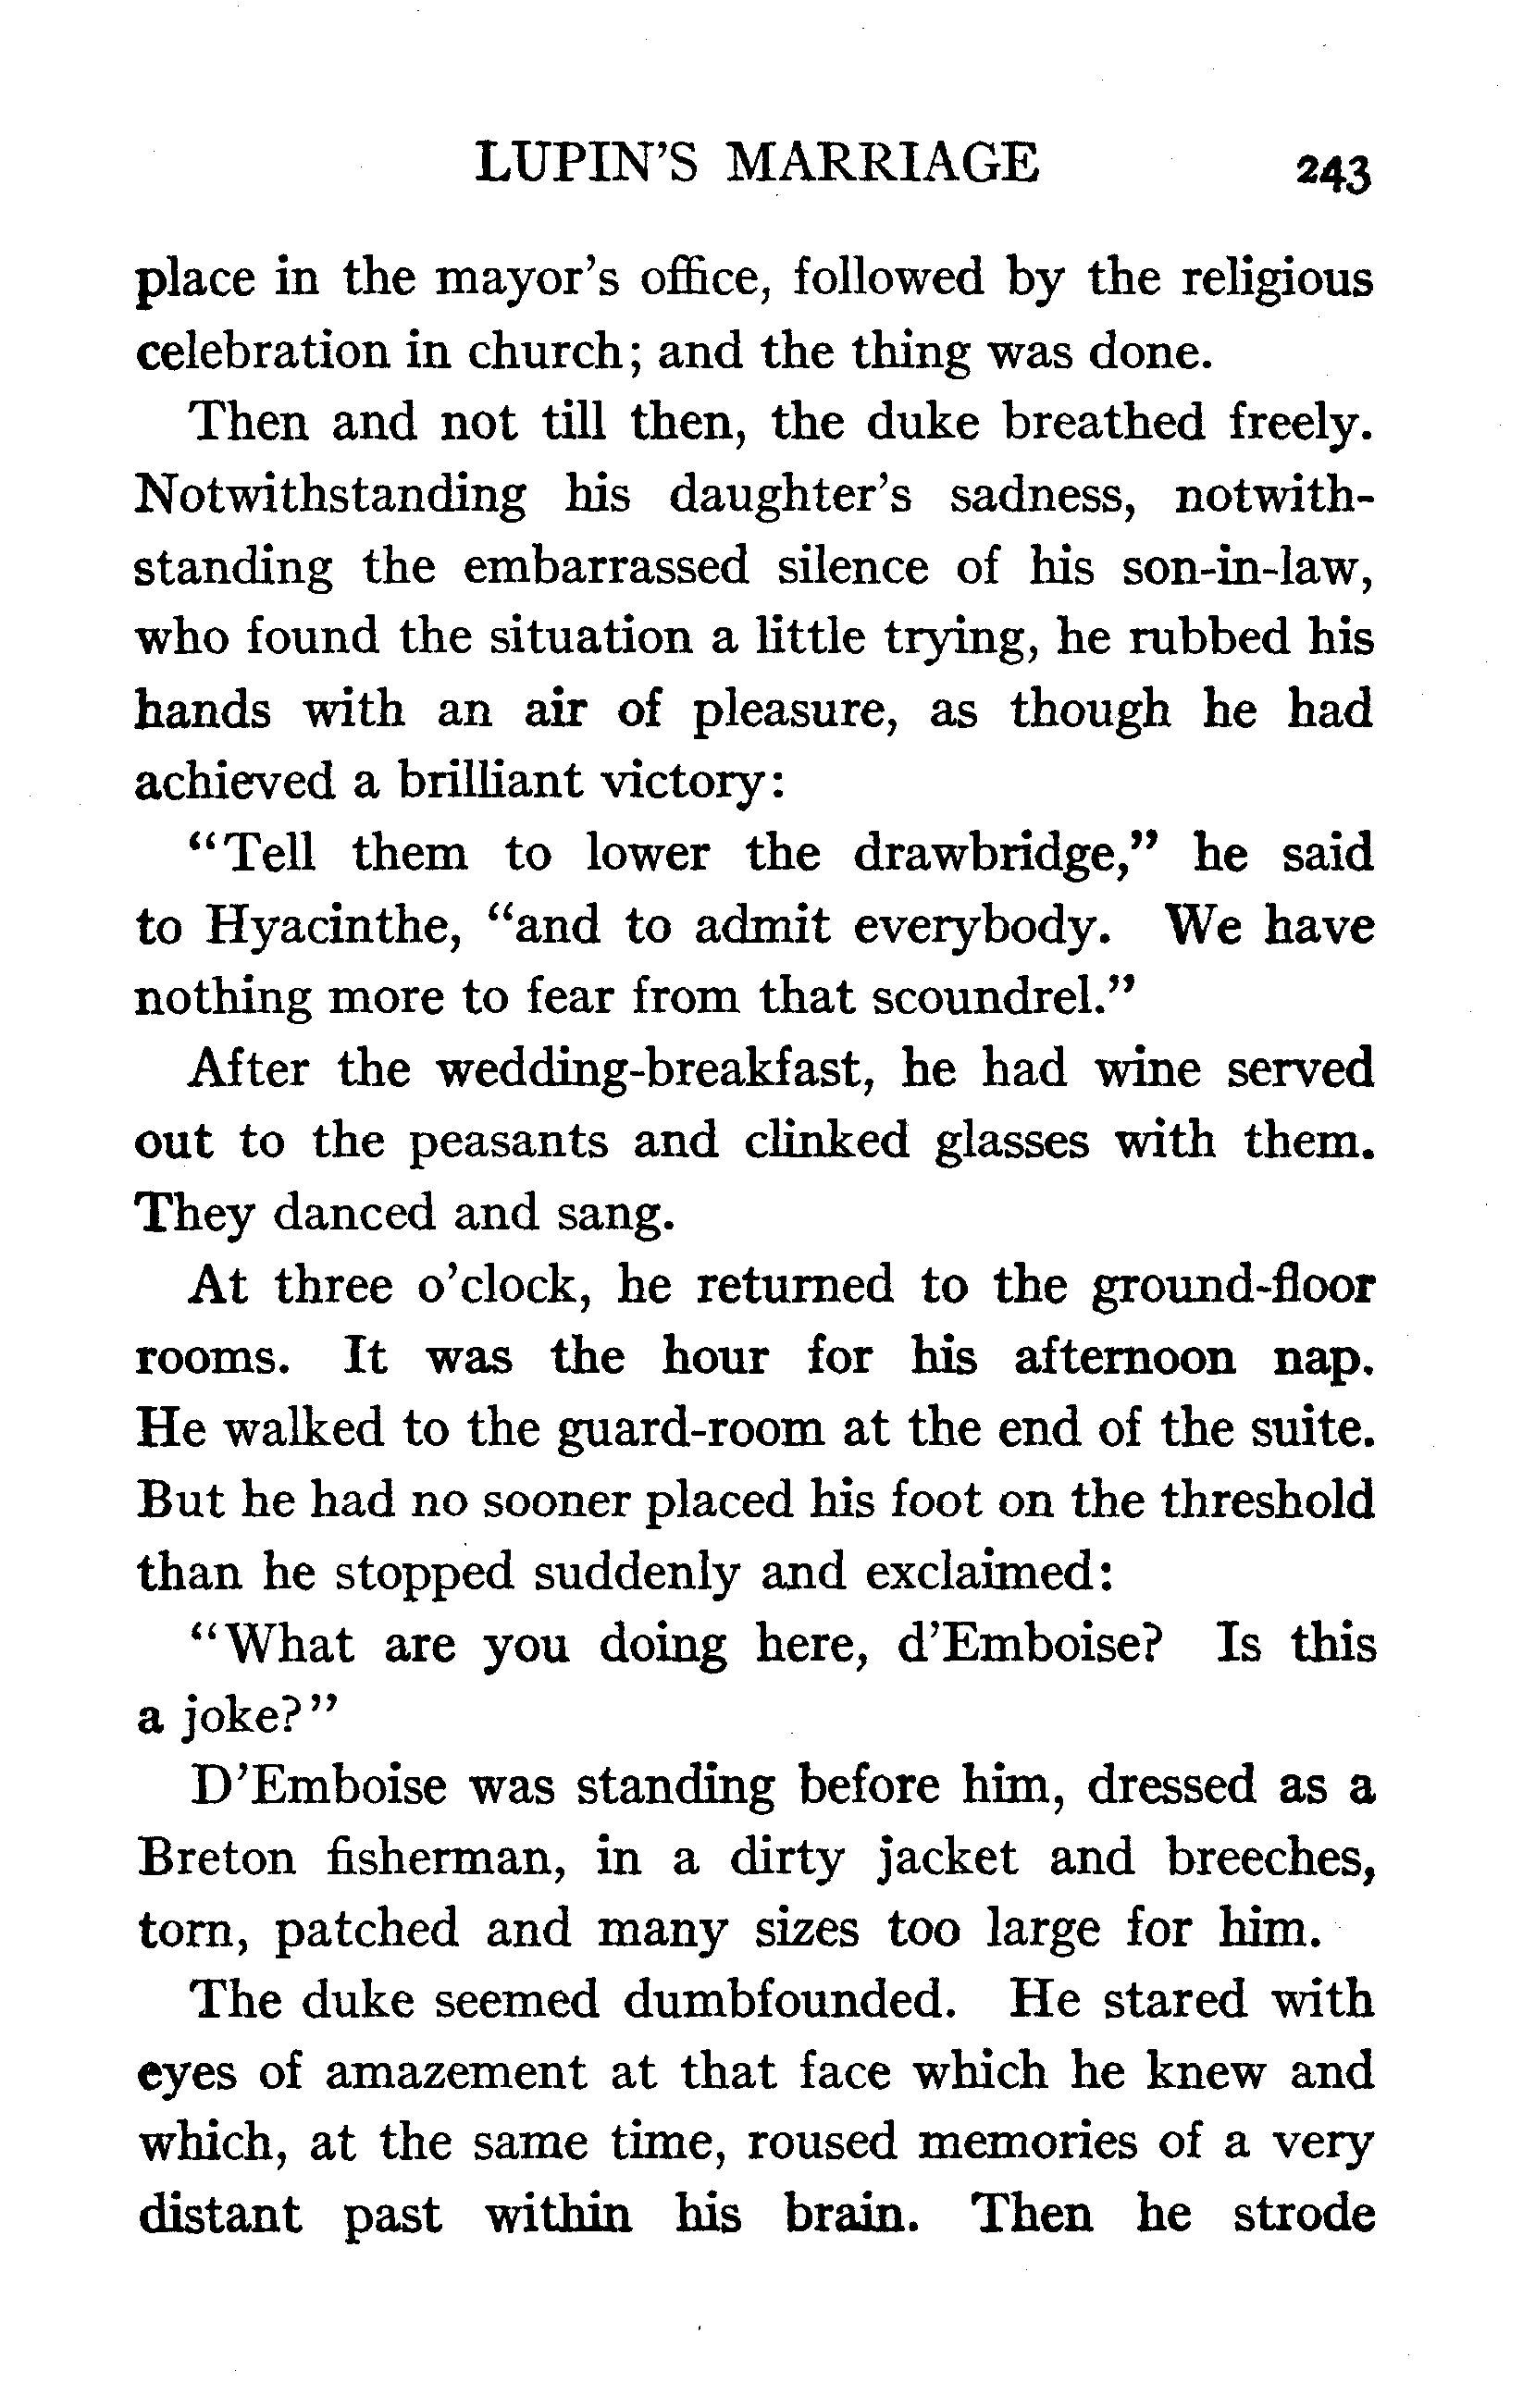 LUPIN'S MARRIAGE 243
place in the mayor's office, followed by the religious
celebration in church; and the thing was done.
Then and not till then, the duke breathed freely.
Notwithstanding his daughter's sadness, notwith-
standing the embarrassed silence of his son-in-law,
who found the situation a little trying, he rubbed his
hands with an air of pleasure, as though he had
achieved a brilliant victory:
“Tell them to lower the drawbridge,” he said
to Hyacinthe, “and to admit everybody. We have
nothing more to fear from that scoundrel.”
After the wedding-breakfast, he had wine served
out to the peasants and clinked glasses with them.
They danced and sang.
At three o'clock, he returned to the ground-floor
rooms. It was the hour for his afternoon nap.
He walked to the guard-room at the end of the suite.
But he had no sooner placed his foot on the threshold
than he stopped suddenly and exclaimed:
“What are you doing here, d'Emboise? Is this
a joke?”
D'Emboise was standing before him, dressed as a
Breton fisherman, in a dirty jacket and breeches,
torn, patched and many sizes too large for him.
The duke seemed dumbfounded. He stared with
eyes of amazement at that face which he knew and
which, at the same time, roused memories of a very
distant past within his brain. Then he strode